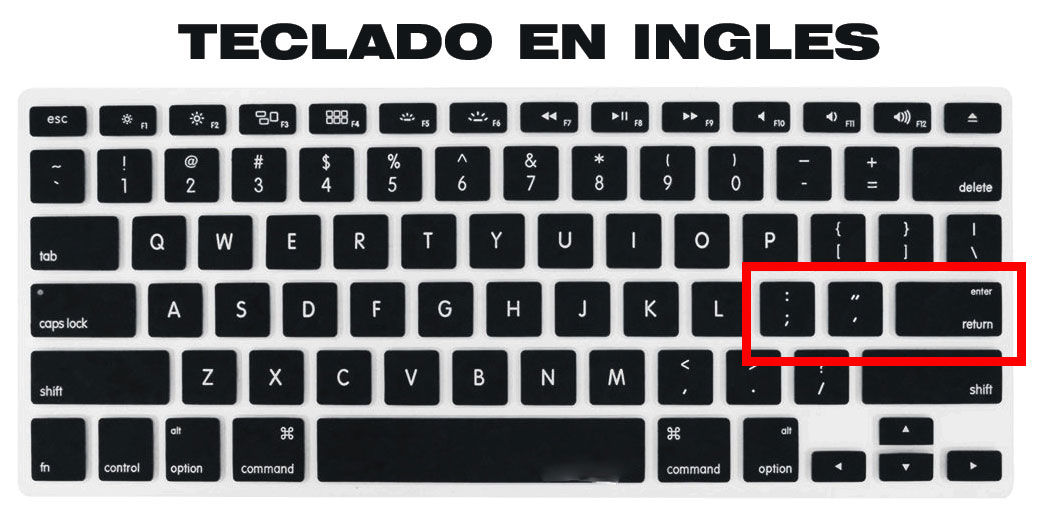 TECLADO EN INGLES
esc F1 F2 F3 F4 F5 F6 F7 F8 F9 F10 F11 F12
~ ! @ # $ % ^ & * ( ) — +
` 1 2 3 4 5 6 7 8 9 0 - = delete
tab Q W E R T Y U I O P { [ } ] | \
caps lock A S D F G H J K L : ; " ' enter return
shift Z X C V B N M < , > . / shift
fn control alt option ⌘ command ⌘ command alt option